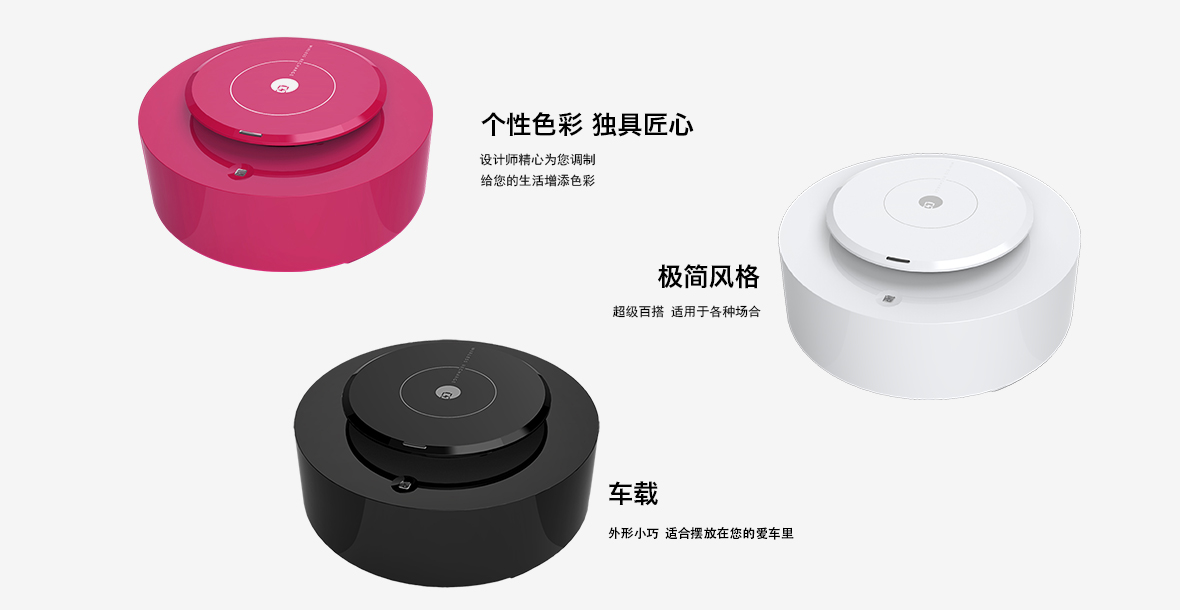 个性色彩 独具匠心
设计师精心为您调制
给您的生活增添色彩
极简风格
超级百搭 适用于各种场合
车载
外形小巧 适合摆放在您的爱车里